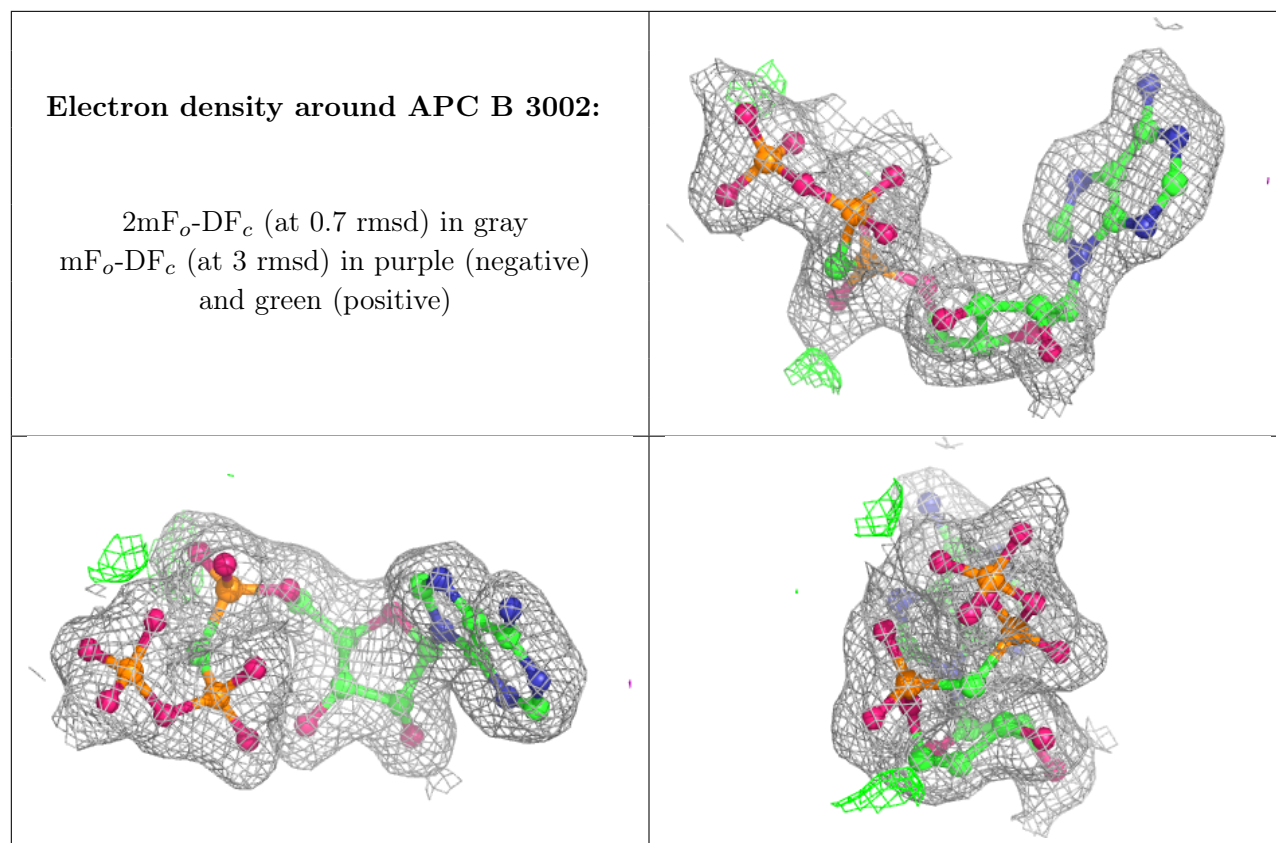 Electron density around APC B 3002:
2mFo-DFc (at 0.7 rmsd) in gray
mFo-DFc (at 3 rmsd) in purple (negative)
and green (positive)